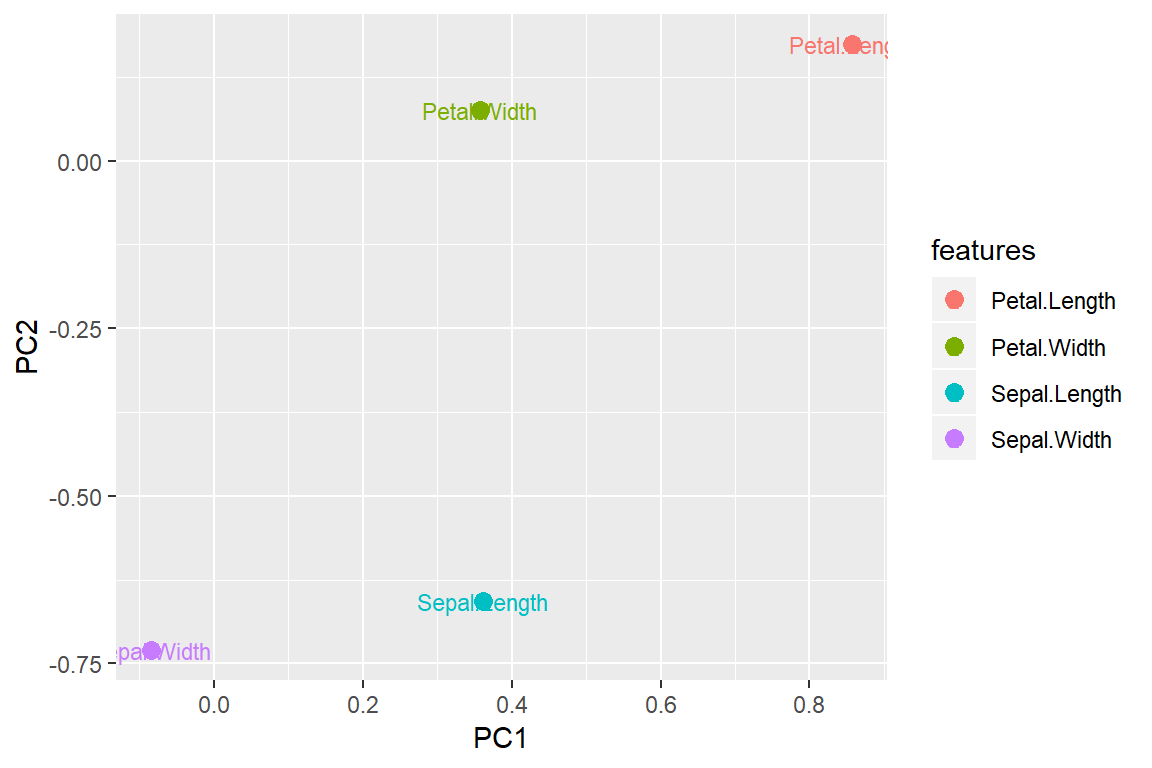 Petal.Leng
Petal.Width
0.00
-0.25
-0.50
-0.75
PC2
Sepal.Length
epal.Width
0.0 0.2 0.4 0.6 0.8
PC1
features
Petal.Length
Petal.Width
Sepal.Length
Sepal.Width